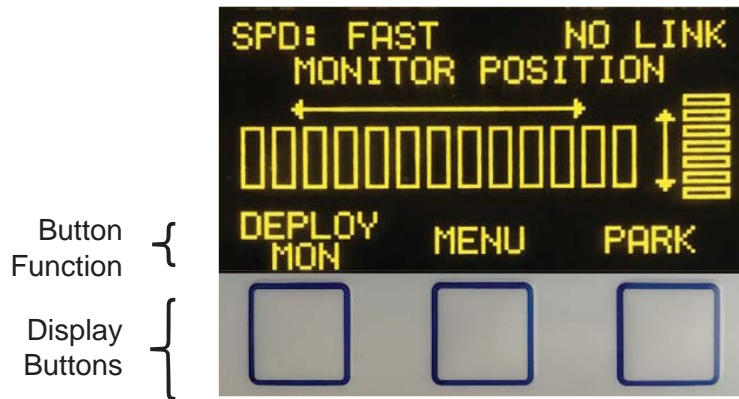 SPD: FAST NO LINK
MONITOR POSITION
DEPLOY
MON
MENU
PARK
Button
Function
Display
Buttons